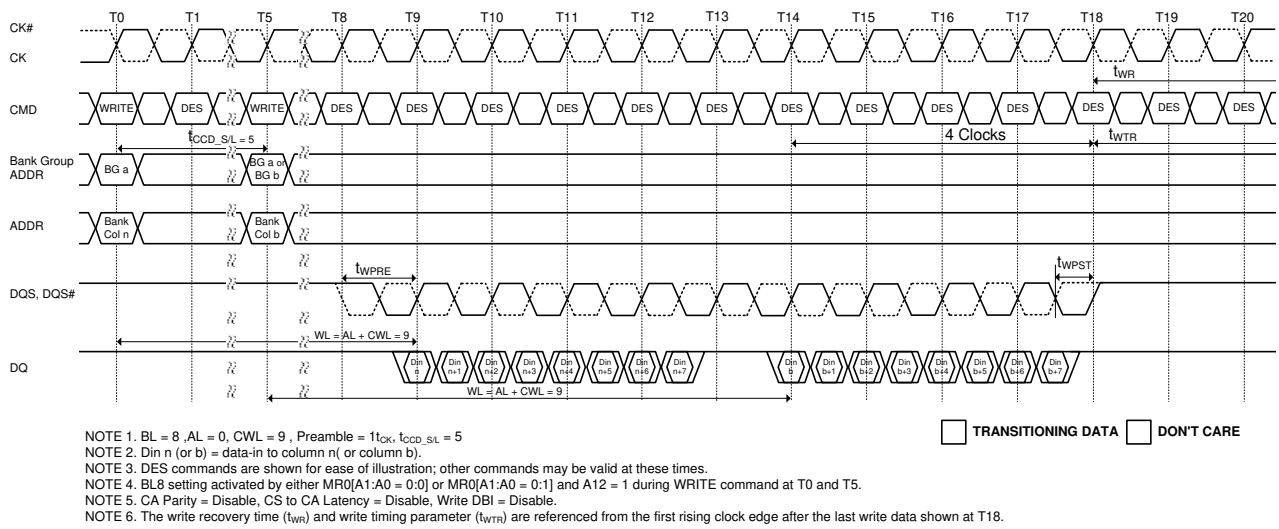 T0 T1 T5 T8 T9 T10 T11 T12 T13 T14 T15 T16 T17 T18 T19 T20
CK#
CK
tWR
CMD
WRITE DES WRITE DES DES DES DES DES DES DES DES DES DES DES DES DES
tCCD_S/L = 5
4 Clocks
tWTR
Bank Group
ADDR
BG a
BG a or
BG b
ADDR
Bank
Col n
Bank
Col b
tWPRE
tWPST
DQS, DQS#
WL = AL + CWL = 9
DQ
Din n Din n+1 Din n+2 Din n+3 Din n+4 Din n+5 Din n+6 Din n+7 Din b Din b+1 Din b+2 Din b+3 Din b+4 Din b+5 Din b+6 Din b+7
WL = AL + CWL = 9
TRANSITIONING DATA DON'T CARE
NOTE 1. BL = 8 ,AL = 0, CWL = 9 , Preamble = 1tCK, tCCD_S/L = 5
NOTE 2. Din n (or b) = data-in to column n( or column b).
NOTE 3. DES commands are shown for ease of illustration; other commands may be valid at these times.
NOTE 4. BL8 setting activated by either MR0[A1:A0 = 0:0] or MR0[A1:A0 = 0:1] and A12 = 1 during WRITE command at T0 and T5.
NOTE 5. CA Parity = Disable, CS to CA Latency = Disable, Write DBI = Disable.
NOTE 6. The write recovery time (tWR) and write timing parameter (tWTR) are referenced from the first rising clock edge after the last write data shown at T18.